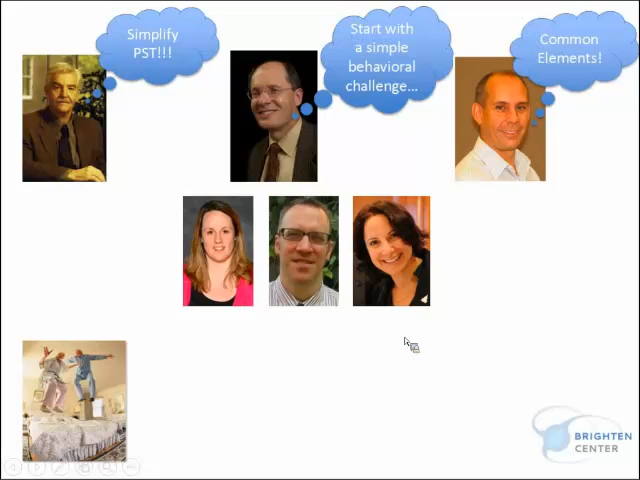 Simplify
PST!!!
Start with
a simple
behavioral
challenge...
Common
Elements!
BRIGHTEN
CENTER